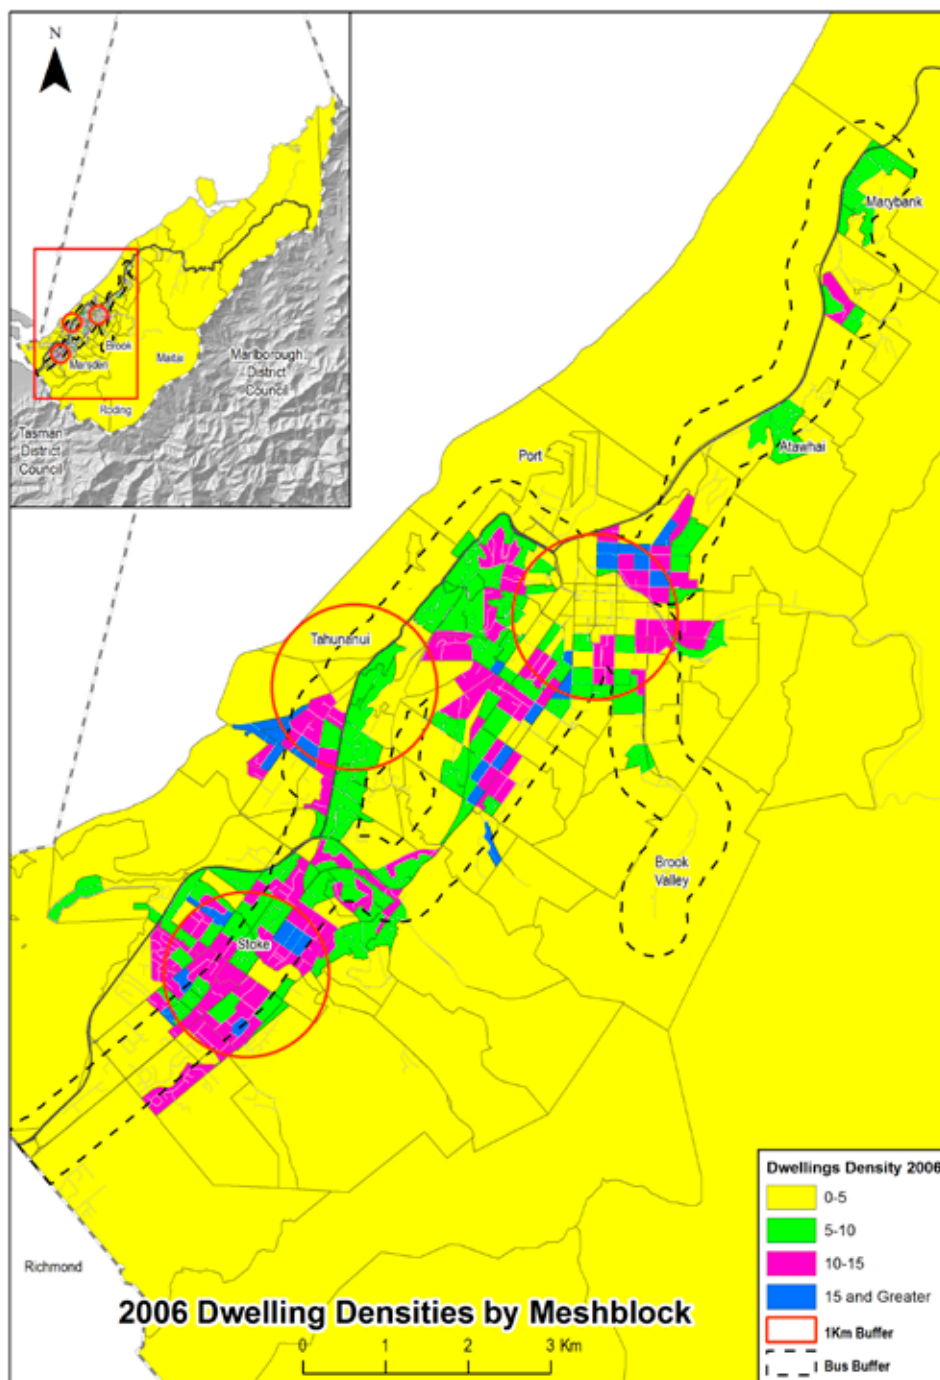 N
Brook
Marsden
Maitai
Roding
Marlborough
District
Council
Tasman
District
Council
Marybank
Atawhai
Port
Tahunanui
Brook
Valley
Stoke
Richmond
2006 Dwelling Densities by Meshblock
0 1 2 3 Km
Dwellings Density 2006
0-5
5-10
10-15
15 and Greater
1Km Buffer
Bus Buffer